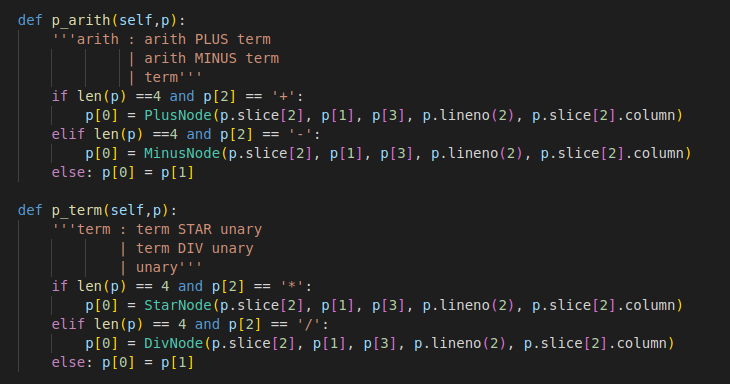 def p_arith(self,p):
    '''arith : arith PLUS term
             | arith MINUS term
             | term'''
    if len(p) ==4 and p[2] == '+':
        p[0] = PlusNode(p.slice[2], p[1], p[3], p.lineno(2), p.slice[2].column)
    elif len(p) ==4 and p[2] == '-':
        p[0] = MinusNode(p.slice[2], p[1], p[3], p.lineno(2), p.slice[2].column)
    else: p[0] = p[1]

def p_term(self,p):
    '''term : term STAR unary
            | term DIV unary
            | unary'''
    if len(p) == 4 and p[2] == '*':
        p[0] = StarNode(p.slice[2], p[1], p[3], p.lineno(2), p.slice[2].column)
    elif len(p) == 4 and p[2] == '/':
        p[0] = DivNode(p.slice[2], p[1], p[3], p.lineno(2), p.slice[2].column)
    else: p[0] = p[1]